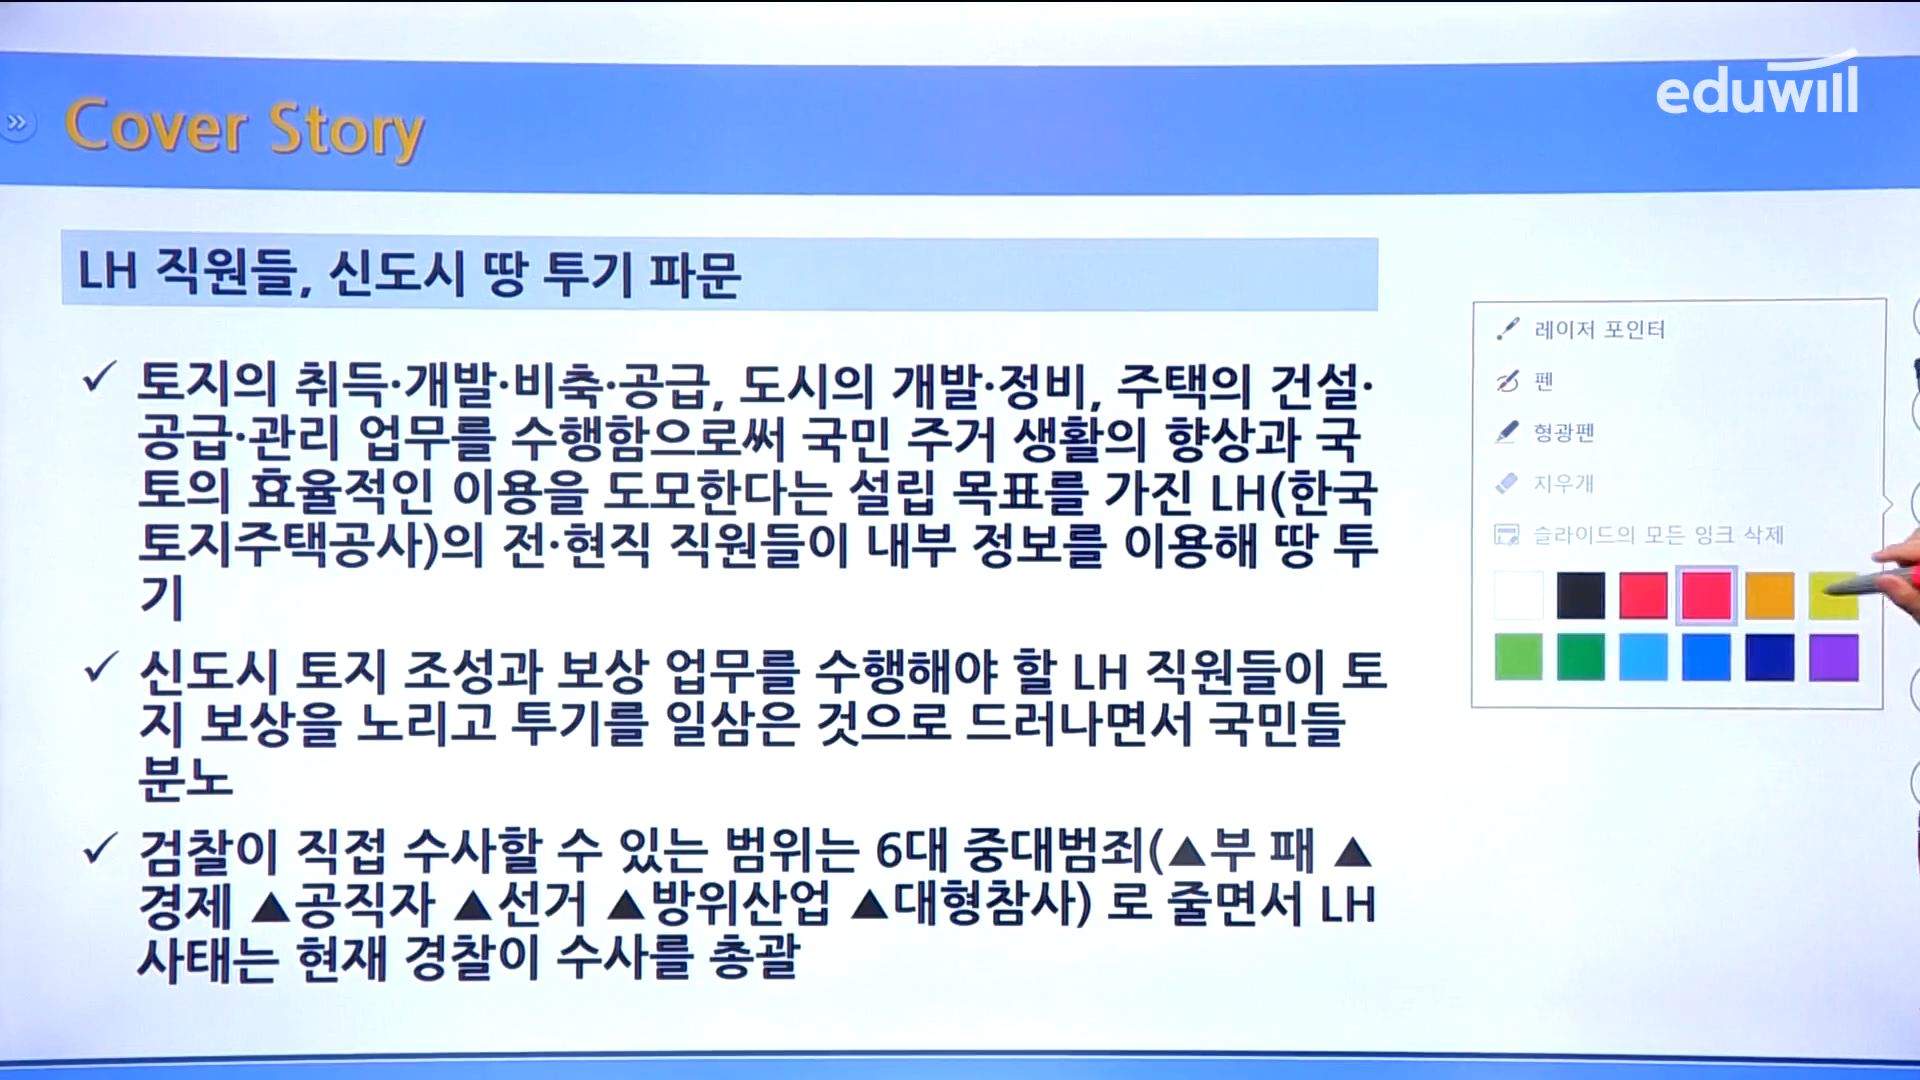 eduwill
Cover Story
LH 직원들, 신도시 땅 투기 파문
✓ 토지의 취득·개발·비축·공급, 도시의 개발·정비, 주택의 건설·
공급·관리 업무를 수행함으로써 국민 주거 생활의 향상과 국
토의 효율적인 이용을 도모한다는 설립 목표를 가진 LH(한국
토지주택공사)의 전·현직 직원들이 내부 정보를 이용해 땅 투
기
✓ 신도시 토지 조성과 보상 업무를 수행해야 할 LH 직원들이 토
지 보상을 노리고 투기를 일삼은 것으로 드러나면서 국민들
분노
✓ 검찰이 직접 수사할 수 있는 범위는 6대 중대범죄(▲부 패 ▲
경제 ▲공직자 ▲선거 ▲방위산업 ▲대형참사) 로 줄면서 LH
사태는 현재 경찰이 수사를 총괄
레이저 포인터
펜
형광펜
지우개
슬라이드의 모든 잉크 삭제